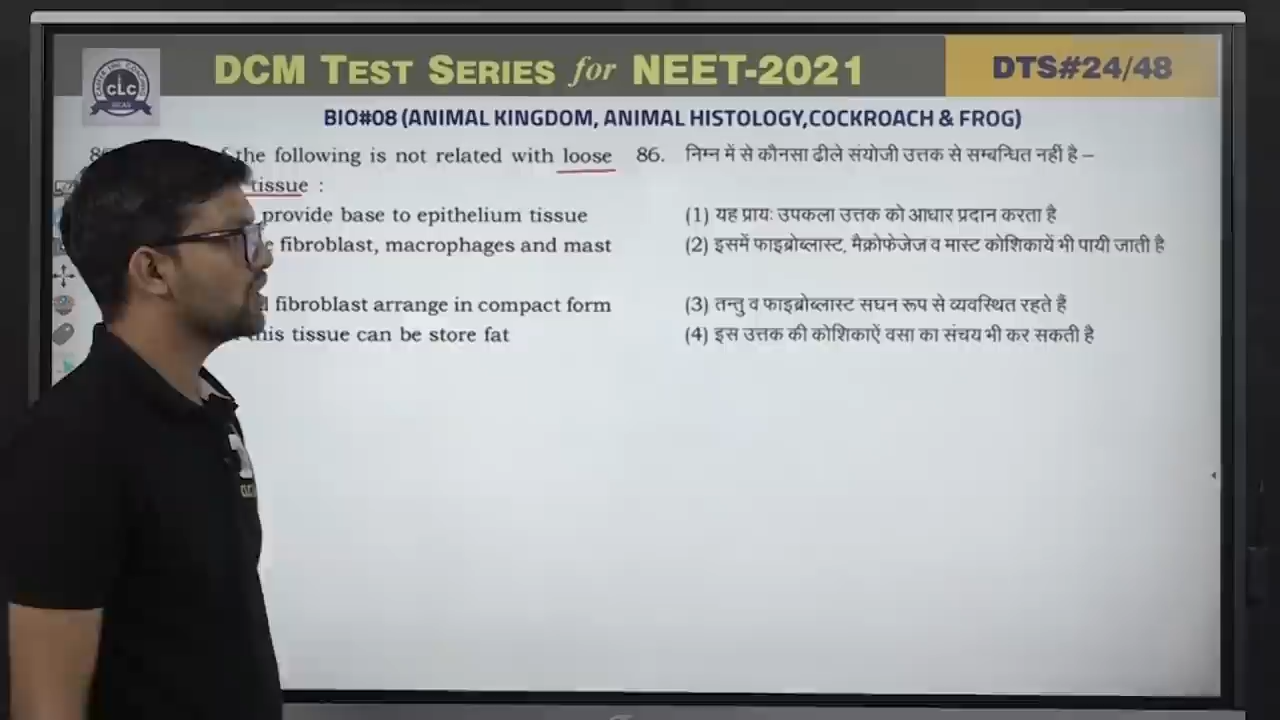 DCM TEST SERIES for NEET-2021
DTS#24/48
CLC
BIO#08 (ANIMAL KINGDOM, ANIMAL HISTOLOGY,COCKROACH & FROG)
the following is not related with loose
tissue :
provide base to epithelium tissue
fibroblast, macrophages and mast
fibroblast arrange in compact form
this tissue can be store fat
86. निम्न में से कौनसा ढीले संयोजी उत्तक से सम्बन्धित नहीं है –
(1) यह प्रायः उपकला उत्तक को आधार प्रदान करता है
(2) इसमें फाइब्रोब्लास्ट, मैक्रोफेजेज व मास्ट कोशिकायें भी पायी जाती है
(3) तन्तु व फाइब्रोब्लास्ट सघन रूप से व्यवस्थित रहते हैं
(4) इस उत्तक की कोशिकाऐं वसा का संचय भी कर सकती है